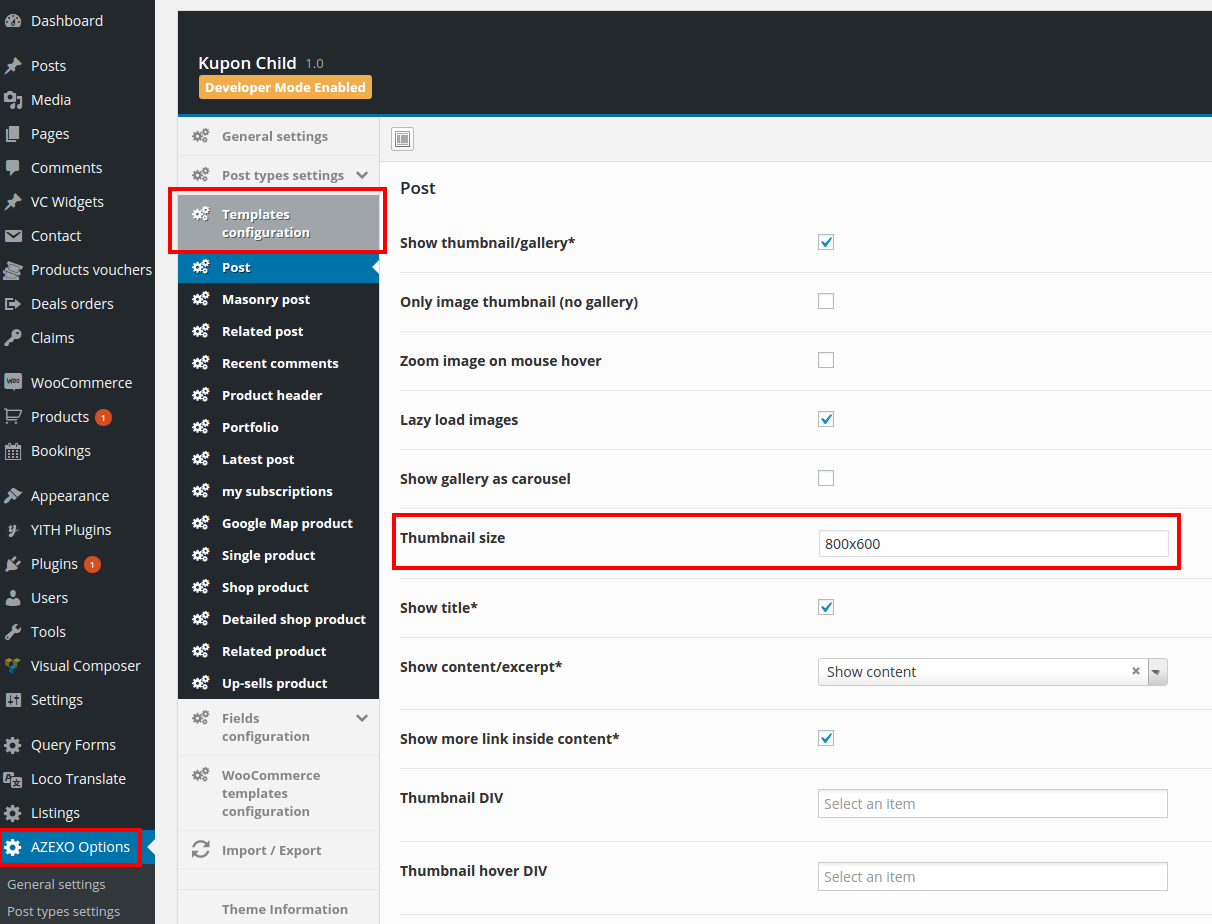 Dashboard
Posts
Media
Pages
Comments
VC Widgets
Contact
Products vouchers
Deals orders
Claims
WooCommerce
Products 1
Bookings
Appearance
YITH Plugins
Plugins 1
Users
Tools
Visual Composer
Settings
Query Forms
Loco Translate
Listings
AZEXO Options
General settings
Post types settings
Kupon Child 1.0
Developer Mode Enabled
General settings
Post types settings
Templates
configuration
Post
Masonry post
Related post
Recent comments
Product header
Portfolio
Latest post
my subscriptions
Google Map product
Single product
Shop product
Detailed shop product
Related product
Up-sells product
Fields
configuration
WooCommerce
templates
configuration
Import / Export
Theme Information
Post
Show thumbnail/gallery*
Only image thumbnail (no gallery)
Zoom image on mouse hover
Lazy load images
Show gallery as carousel
Thumbnail size 800x600
Show title*
Show content/excerpt* Show content
Show more link inside content*
Thumbnail DIV Select an item
Thumbnail hover DIV Select an item